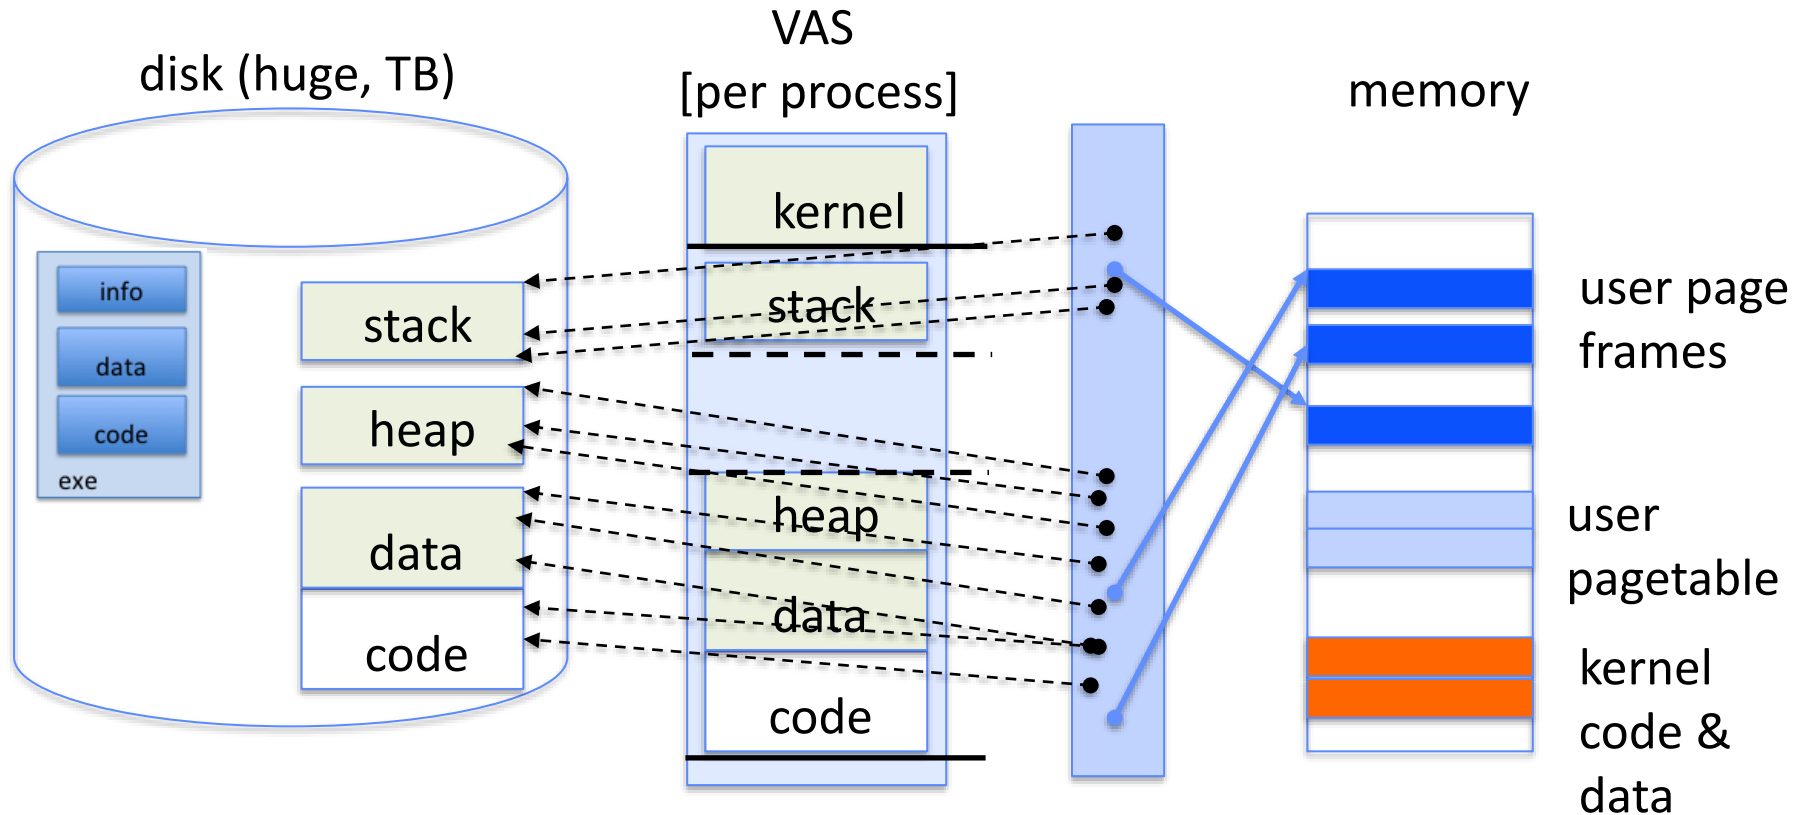 VAS
[per process]
disk (huge, TB)
memory
info
data
code
exe
stack
heap
data
code
kernel
stack
heap
data
code
user page
frames
user
pagetable
kernel
code &
data